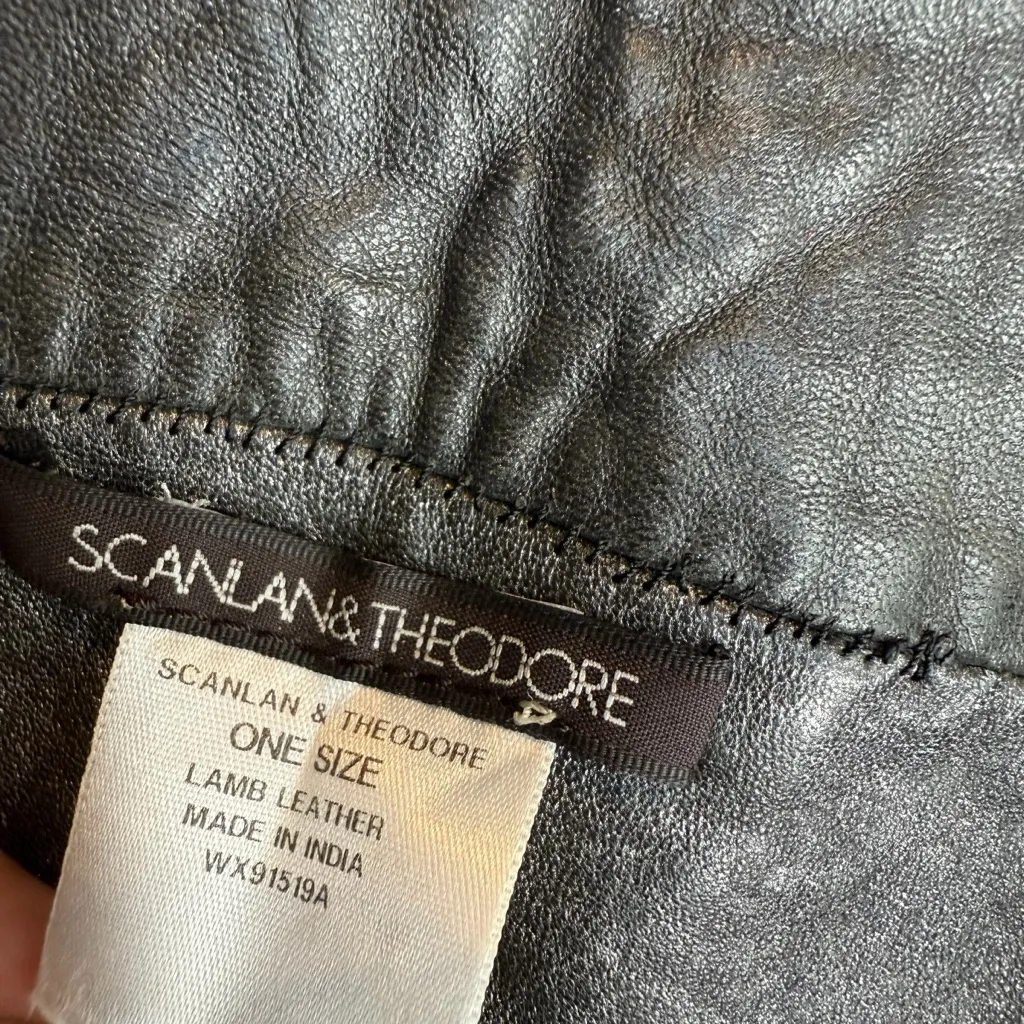 SCANLAN&THEODORE
SCANLAN & THEODORE
ONE SIZE
LAMB LEATHER
MADE IN INDIA
WX91519A